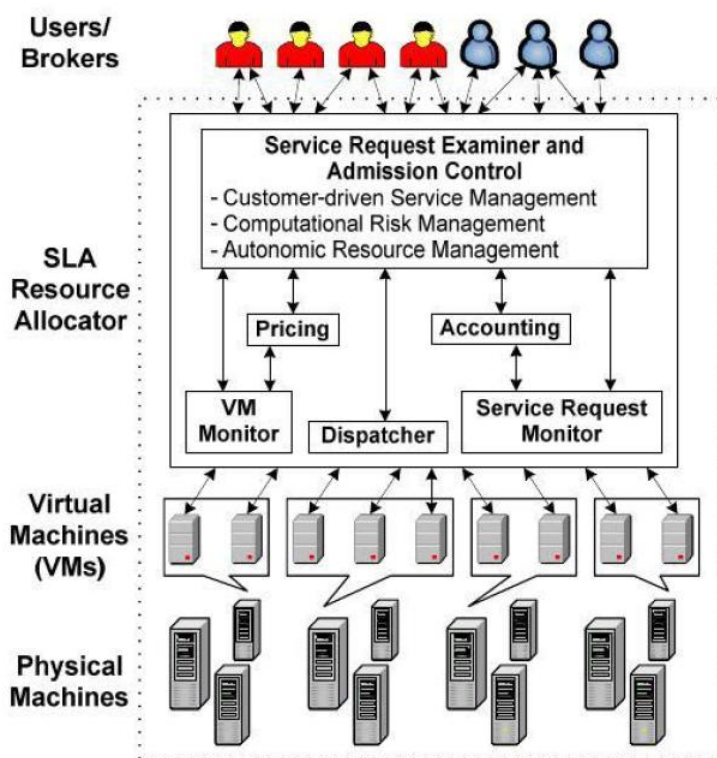 Users/
Brokers
Service Request Examiner and
Admission Control
- Customer-driven Service Management
- Computational Risk Management
- Autonomic Resource Management
SLA
Resource
Allocator
Pricing
Accounting
VM
Monitor
Dispatcher
Service Request
Monitor
Virtual
Machines
(VMs)
Physical
Machines